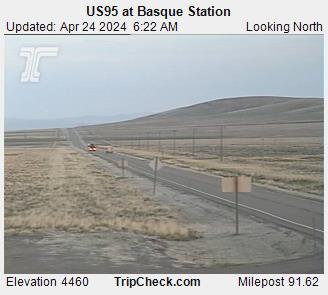 US95 at Basque Station
Updated: Apr 24 2024 6:22 AM Looking North
Elevation 4460 TripCheck.com Milepost 91.62